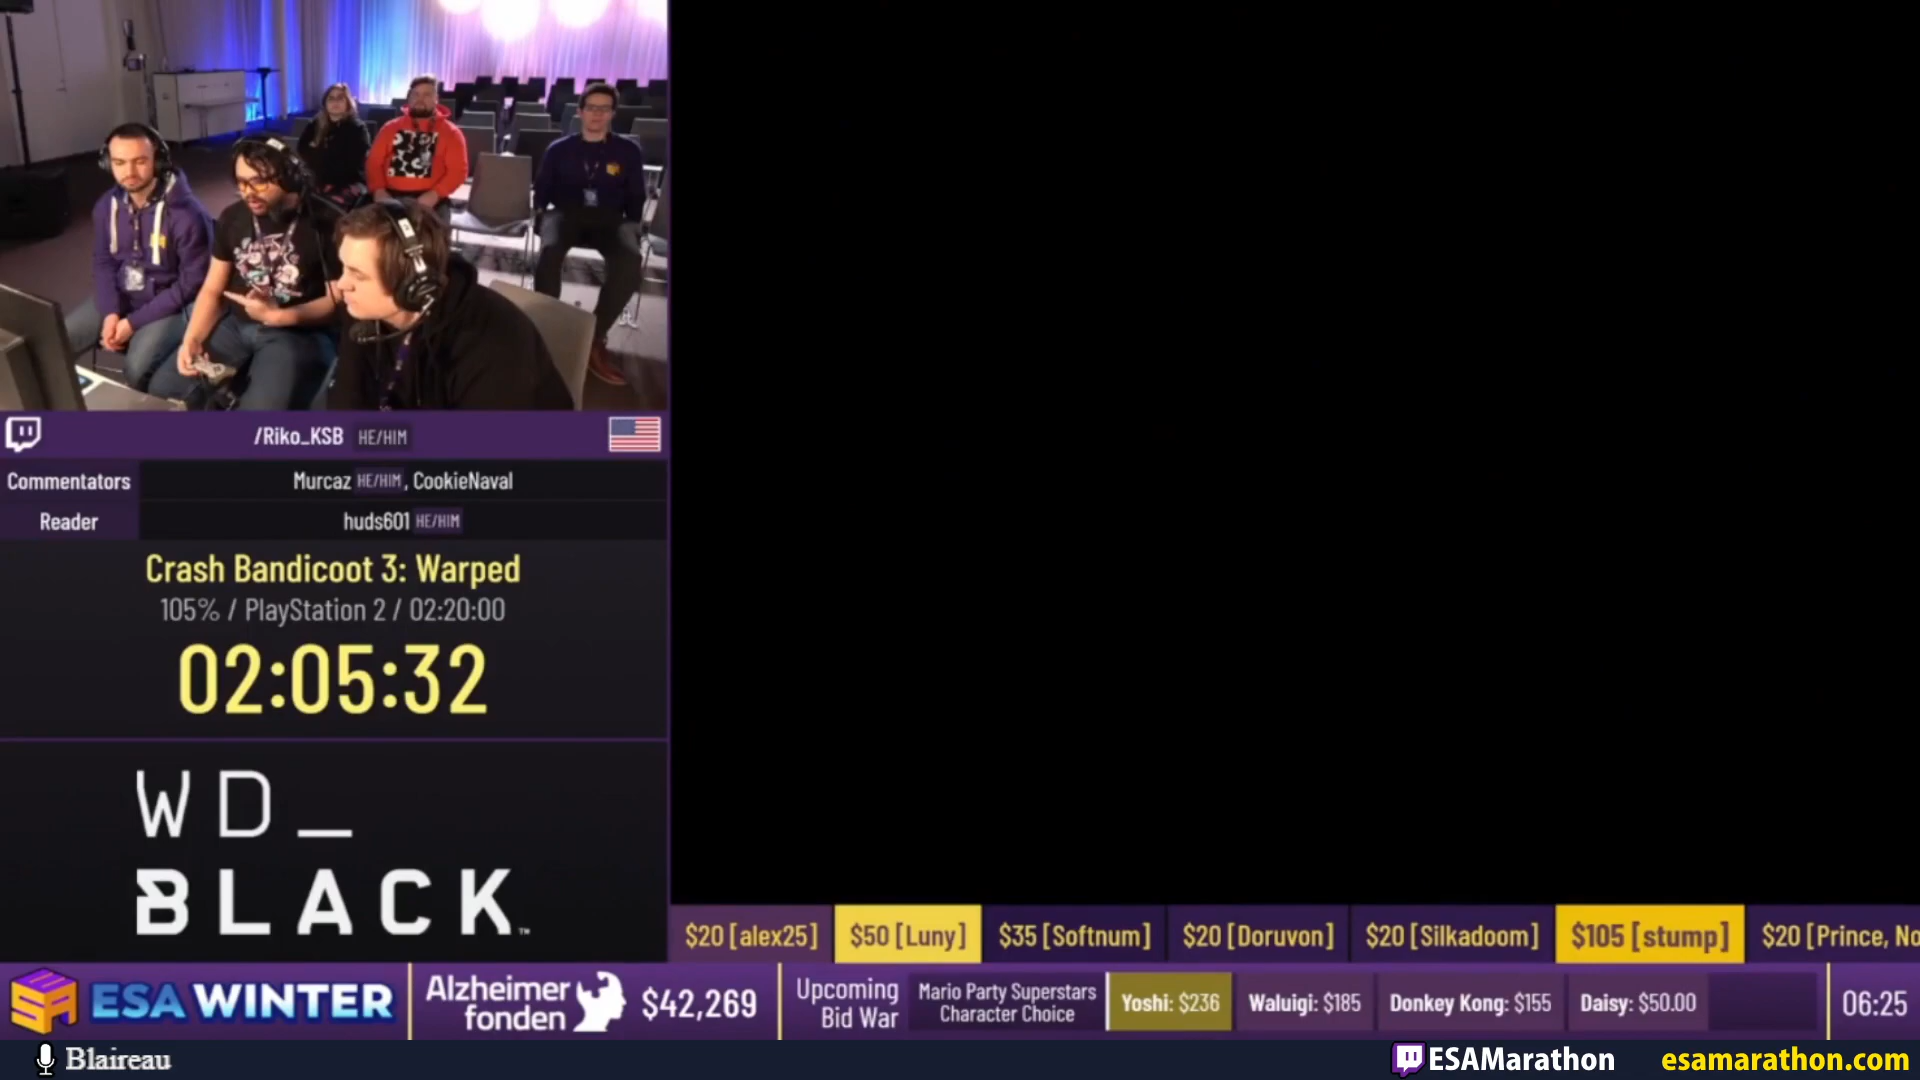 /Riko_KSB HE/HIM
Commentators
Murcaz HE/HIM, CookieNaval
Reader
huds601 HE/HIM
Crash Bandicoot 3: Warped
105% / PlayStation 2 / 02:20:00
02:05:32
WD_
BLACK™
$20 [alex25] $50 [Luny] $35 [Softnum] $20 [Doruvon] $20 [Silkadoom] $105 [stump] $20 [Prince, No
ESA WINTER
Alzheimer
fonden
$42,269
Upcoming
Bid War
Mario Party Superstars
Character Choice
Yoshi: $236 Waluigi: $185 Donkey Kong: $155 Daisy: $50.00
06:25
Blaireau
ESAMarathon esamarathon.com